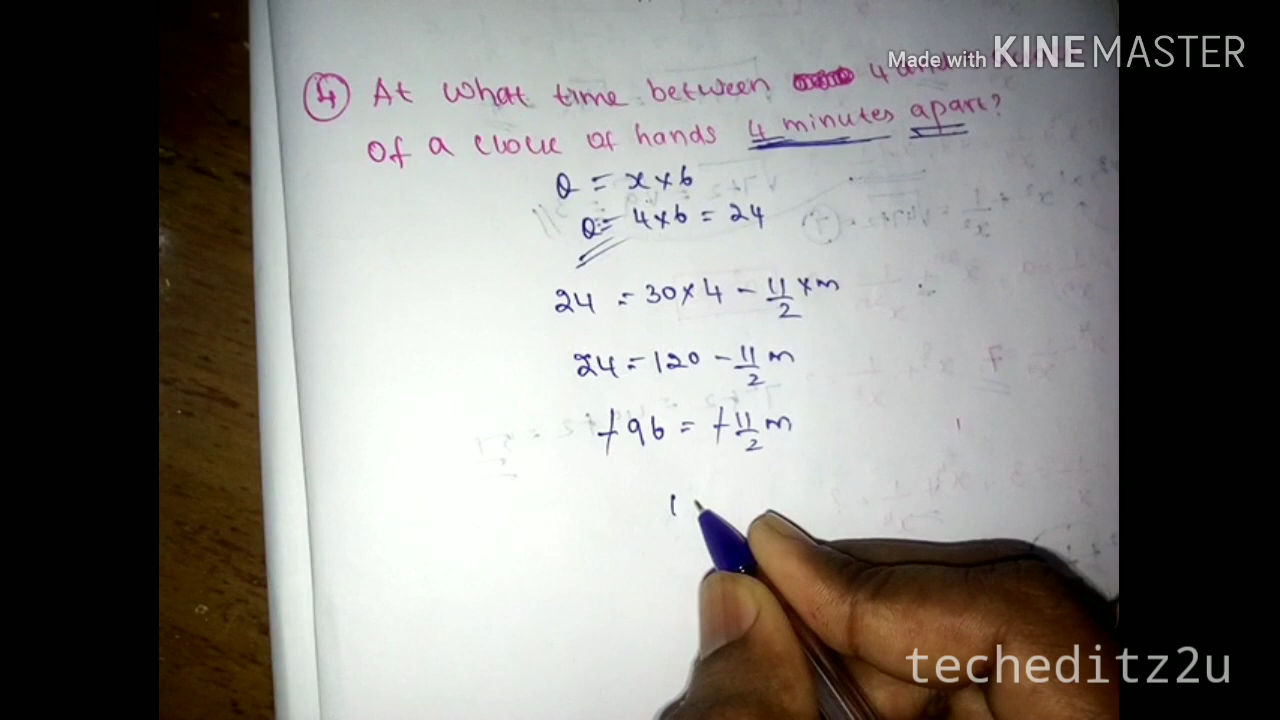 Made with KINEMASTER
④ At what time between 4 and
of a clock of hands 4 minutes apart?
θ = x × 6
θ = 4×6 = 24
24 = 30×4 - 11/2 × m
24 = 120 - 11/2 m
+96 = +11/2 m
techeditz2u